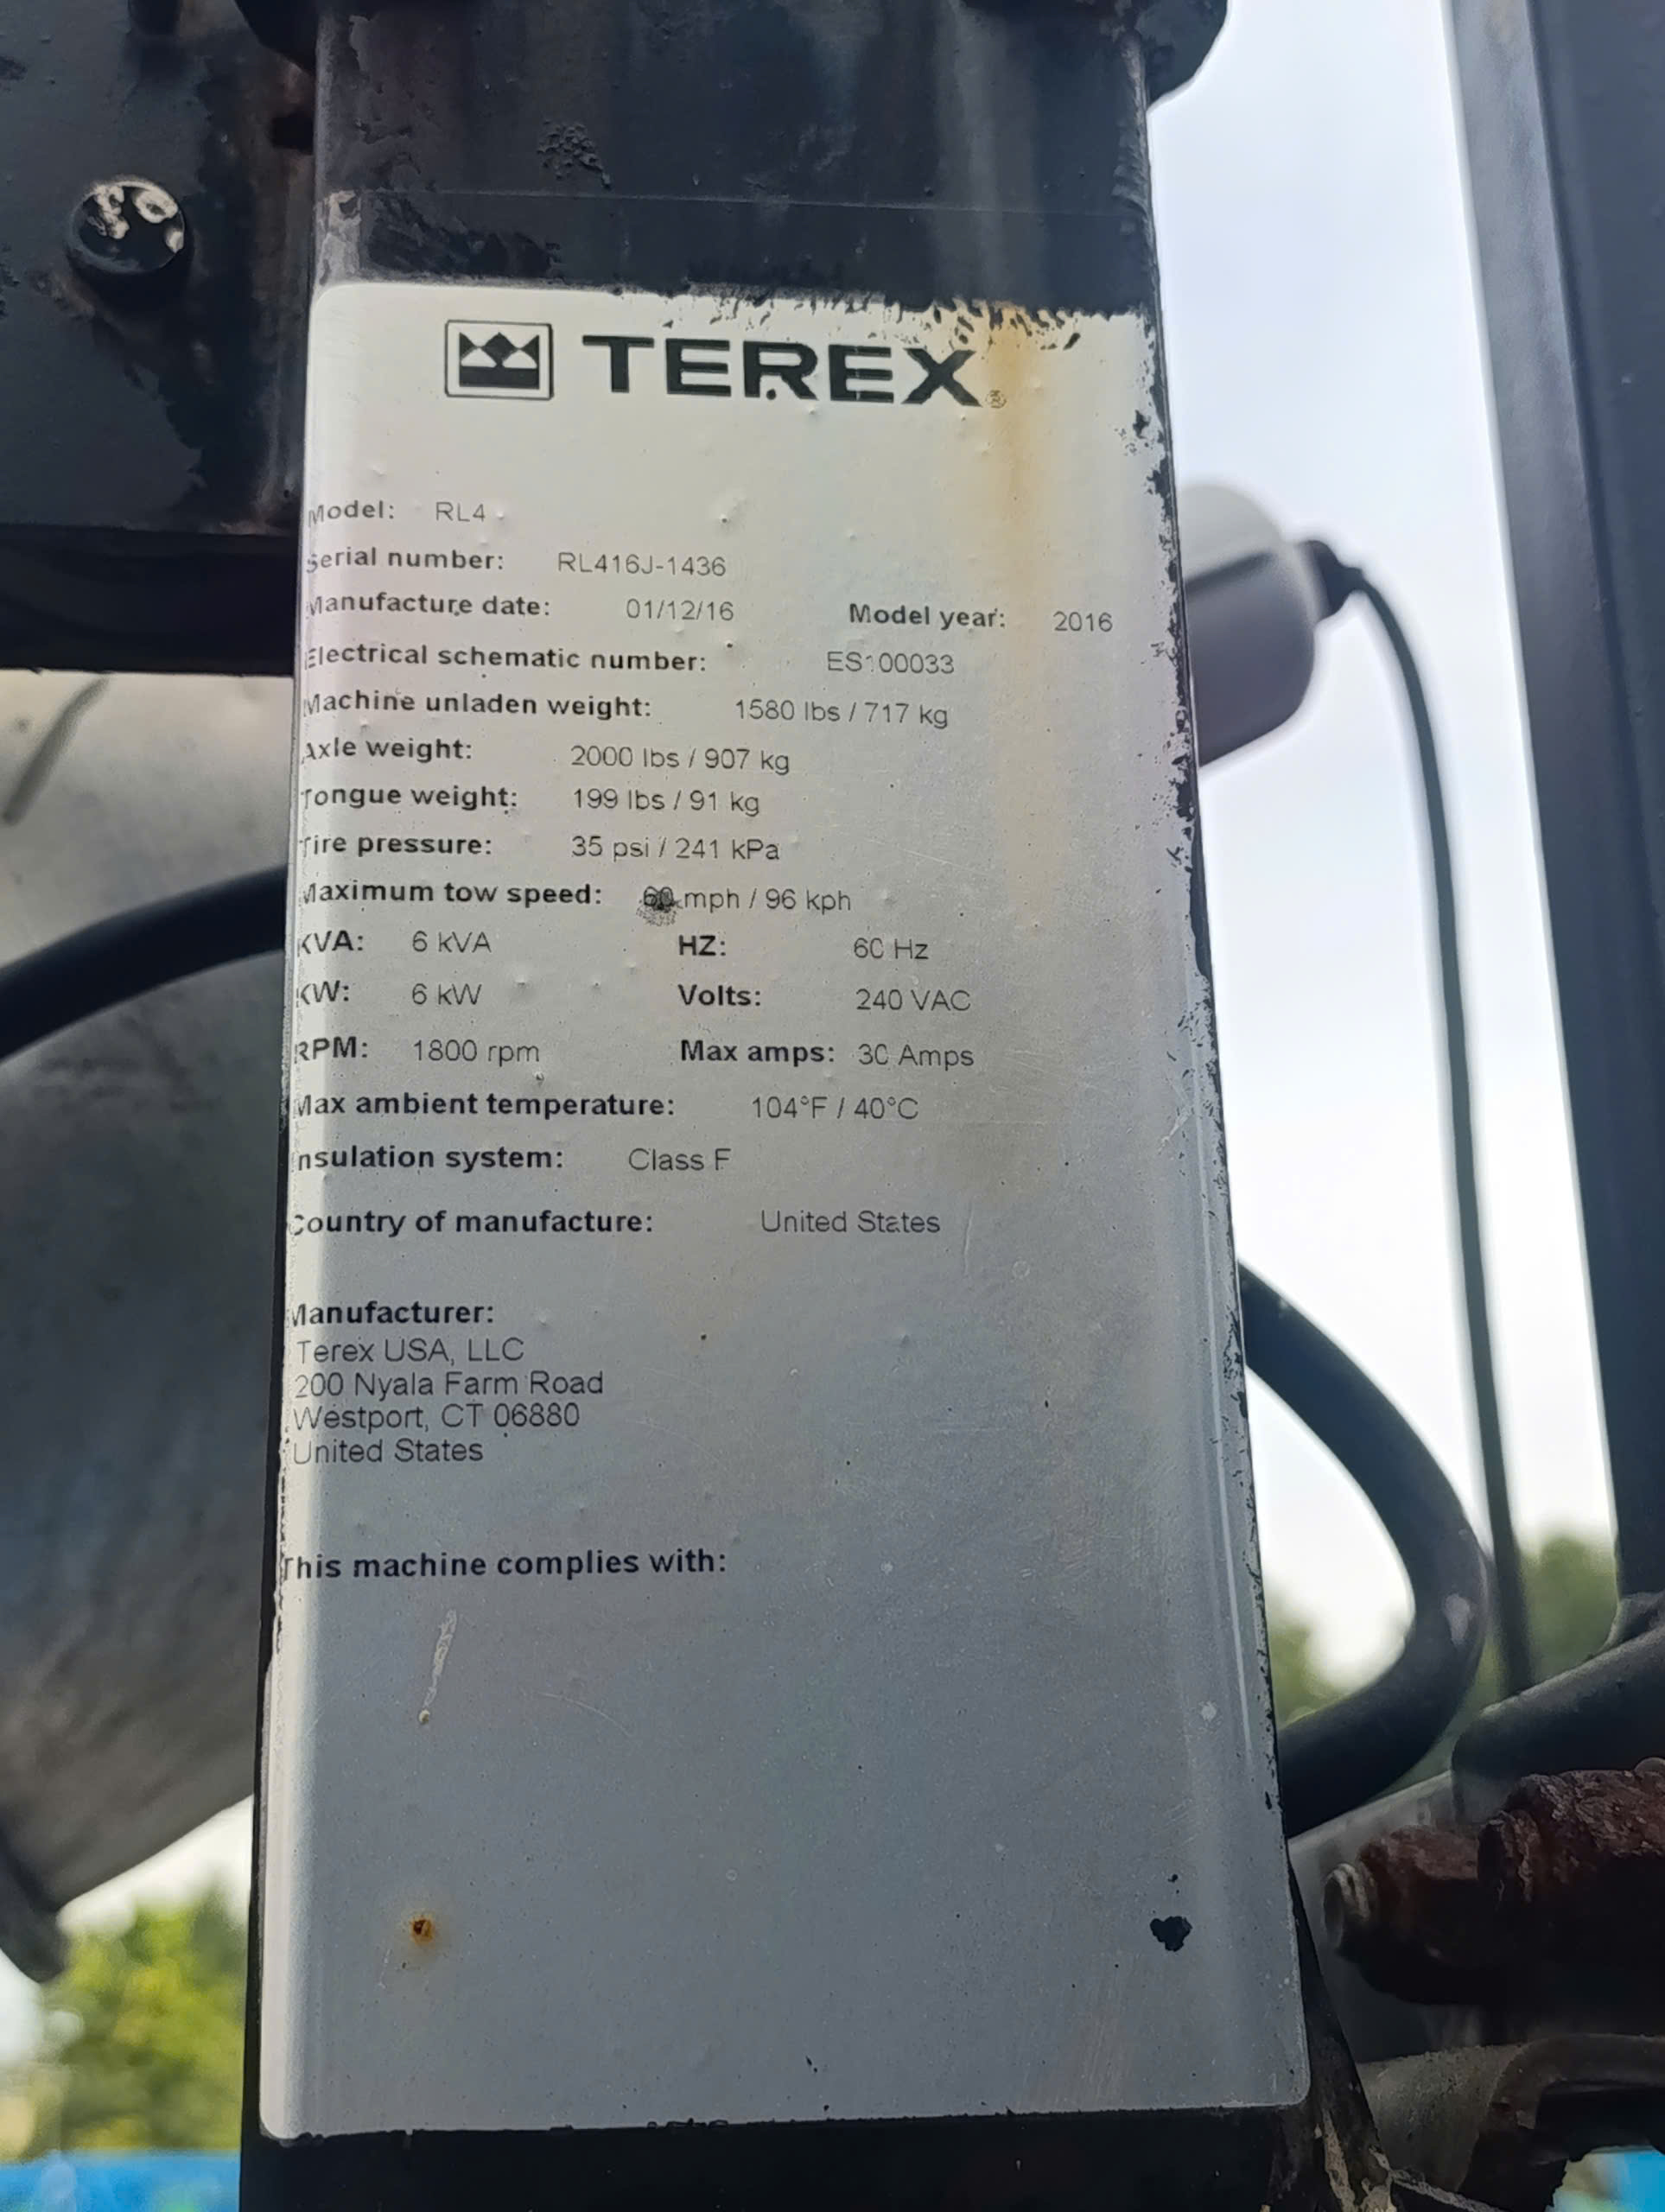 TEREX®
Model: RL4
Serial number: RL416J-1436
Manufacture date: 01/12/16 Model year: 2016
Electrical schematic number: ES100033
Machine unladen weight: 1580 lbs / 717 kg
Axle weight: 2000 lbs / 907 kg
Tongue weight: 199 lbs / 91 kg
Tire pressure: 35 psi / 241 kPa
Maximum tow speed: 60 mph / 96 kph
KVA: 6 kVA HZ: 60 Hz
KW: 6 kW Volts: 240 VAC
RPM: 1800 rpm Max amps: 30 Amps
Max ambient temperature: 104°F / 40°C
Insulation system: Class F
Country of manufacture: United States
Manufacturer:
Terex USA, LLC
200 Nyala Farm Road
Westport, CT 06880
United States
This machine complies with: